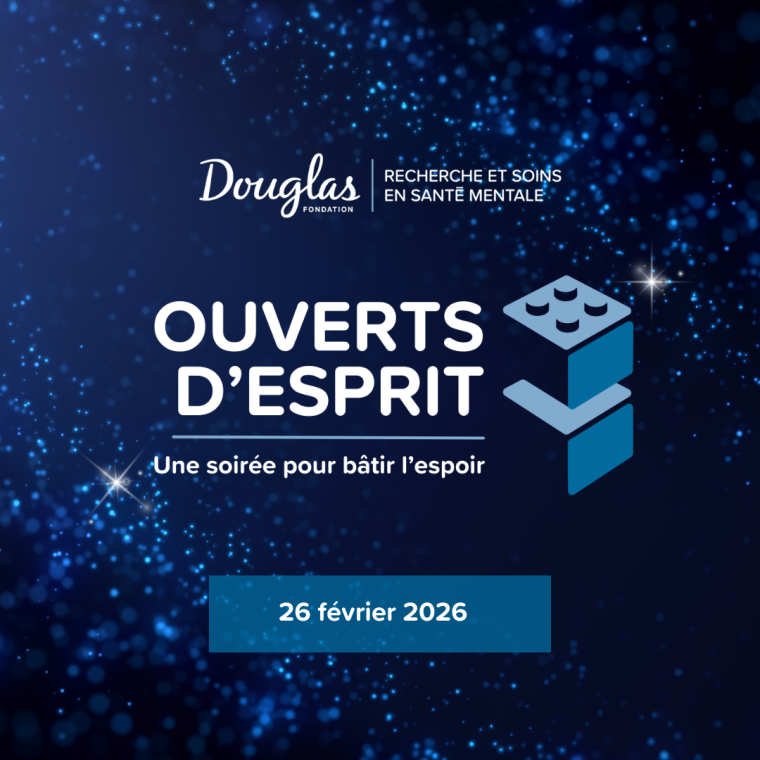 Douglas
FONDATION
RECHERCHE ET SOINS
EN SANTÉ MENTALE
OUVERTS
D'ESPRIT
Une soirée pour bâtir l'espoir
26 février 2026